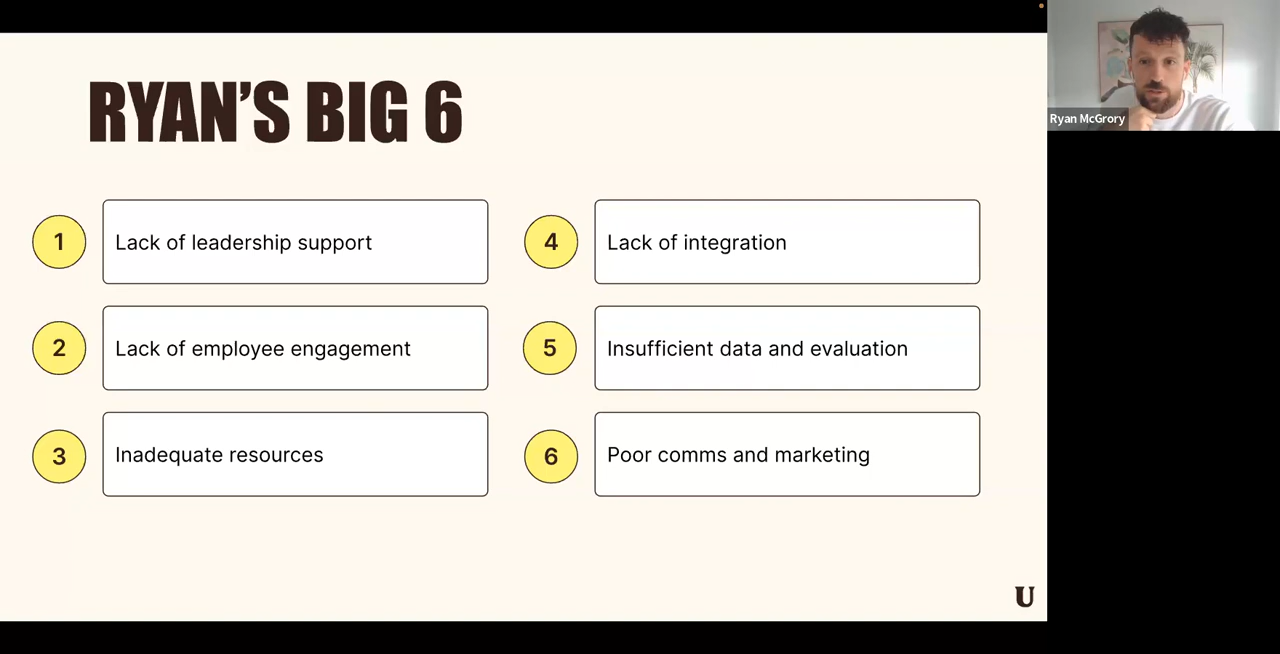 RYAN’S BIG 6
1
Lack of leadership support
2
Lack of employee engagement
3
Inadequate resources
4
Lack of integration
5
Insufficient data and evaluation
6
Poor comms and marketing
U
Ryan McGrory